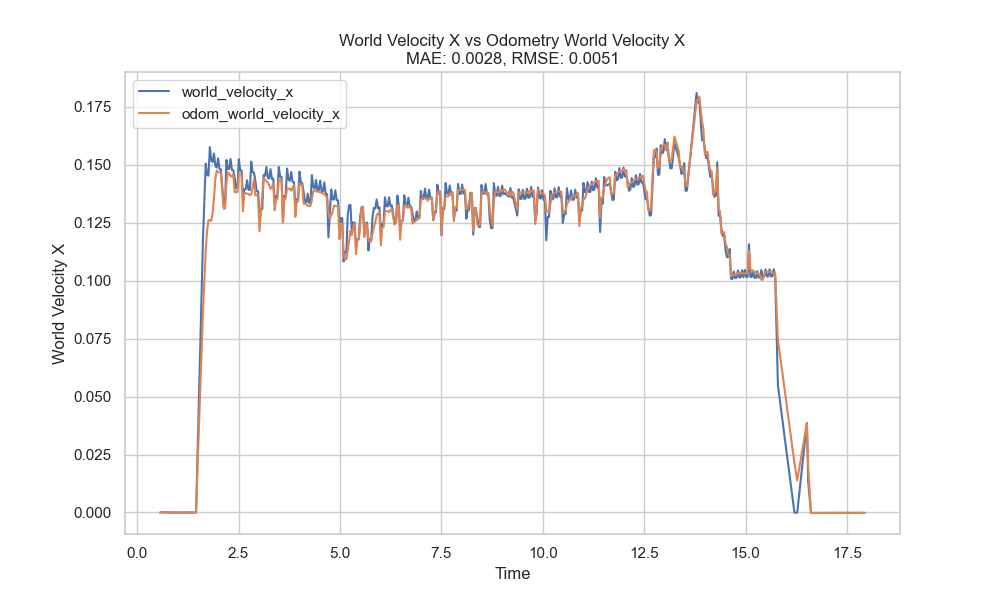 World Velocity X vs Odometry World Velocity X
MAE: 0.0028, RMSE: 0.0051
world_velocity_x
odom_world_velocity_x
0.175
0.150
0.125
0.100
0.075
0.050
0.025
0.000
World Velocity X
0.0 2.5 5.0 7.5 10.0 12.5 15.0 17.5
Time